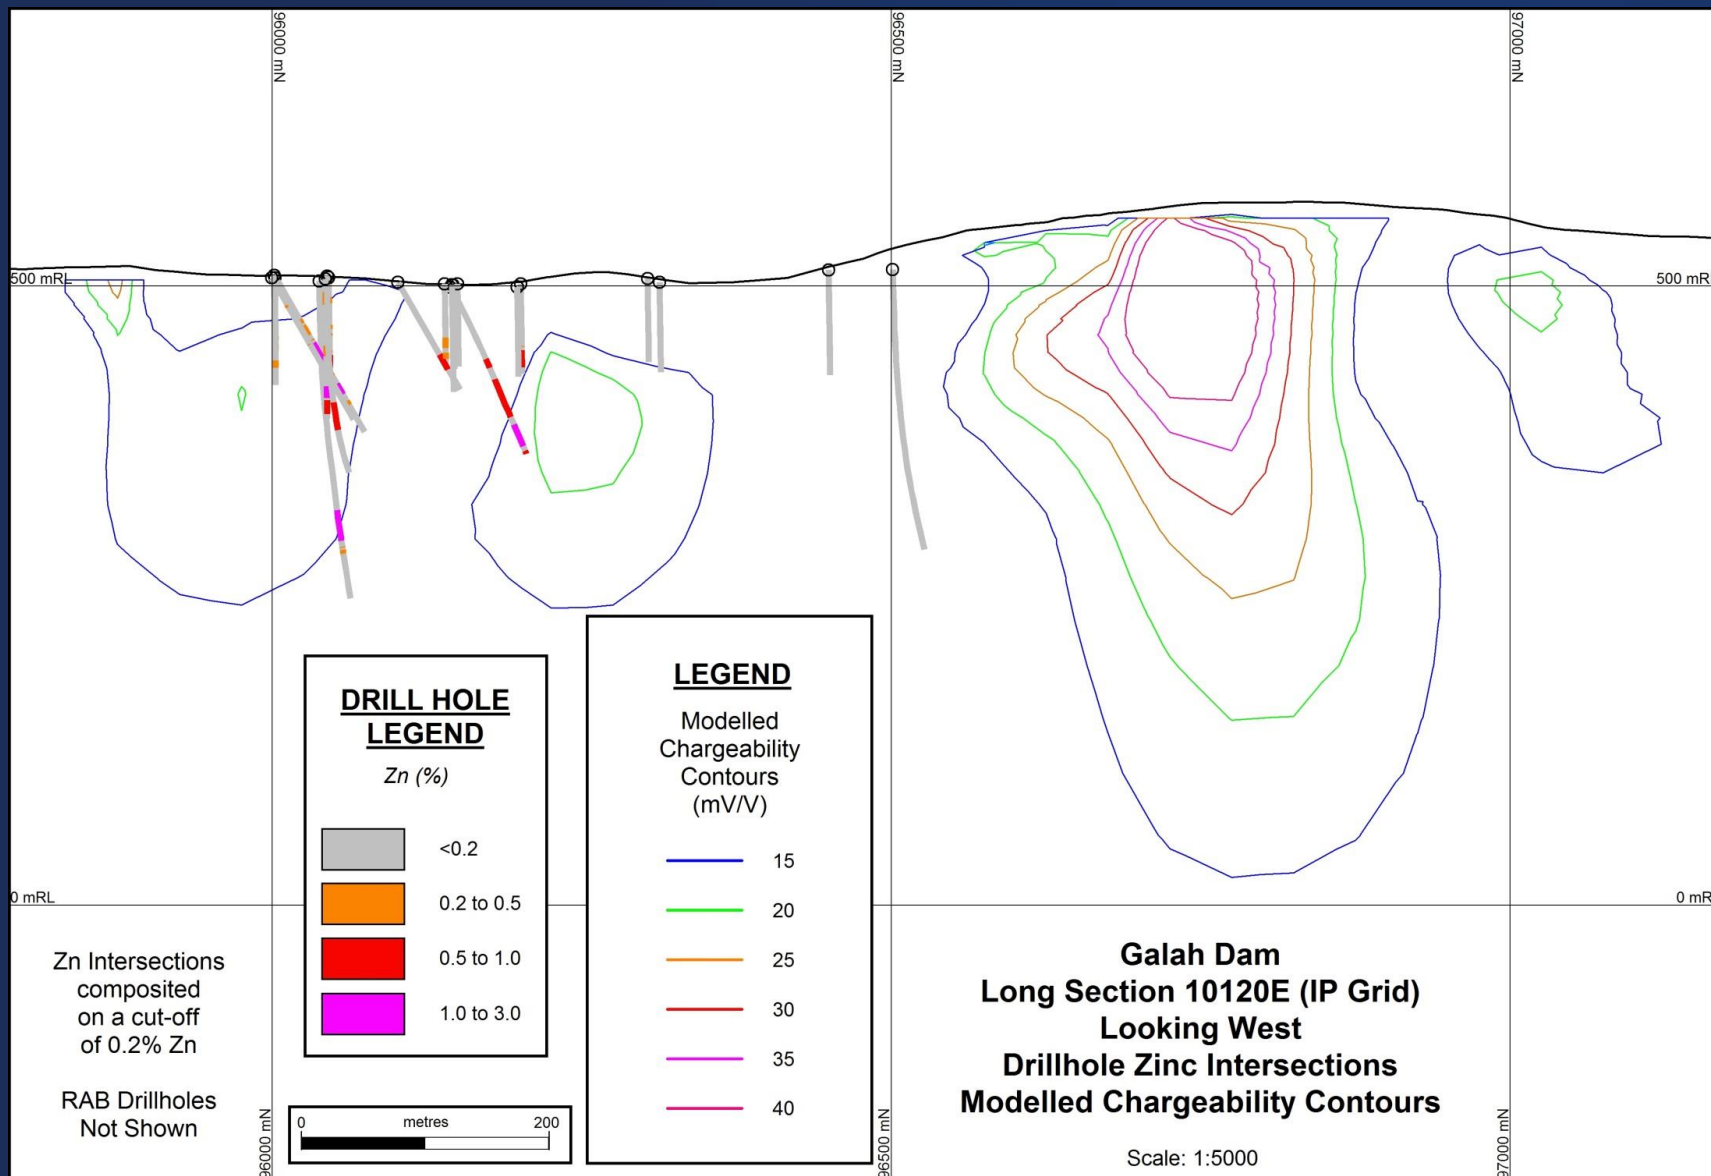 96000 mN
96500 mN
97000 mN
500 mRL
500 mR
DRILL HOLE
LEGEND
Zn (%)
<0.2
0.2 to 0.5
0.5 to 1.0
1.0 to 3.0
LEGEND
Modelled
Chargeability
Contours
(mV/V)
15
20
25
30
35
40
0 mRL
0 mR
Zn Intersections
composited
on a cut-off
of 0.2% Zn
RAB Drillholes
Not Shown
0 metres 200
Galah Dam
Long Section 10120E (IP Grid)
Looking West
Drillhole Zinc Intersections
Modelled Chargeability Contours
Scale: 1:5000
96000 mN
96500 mN
97000 mN